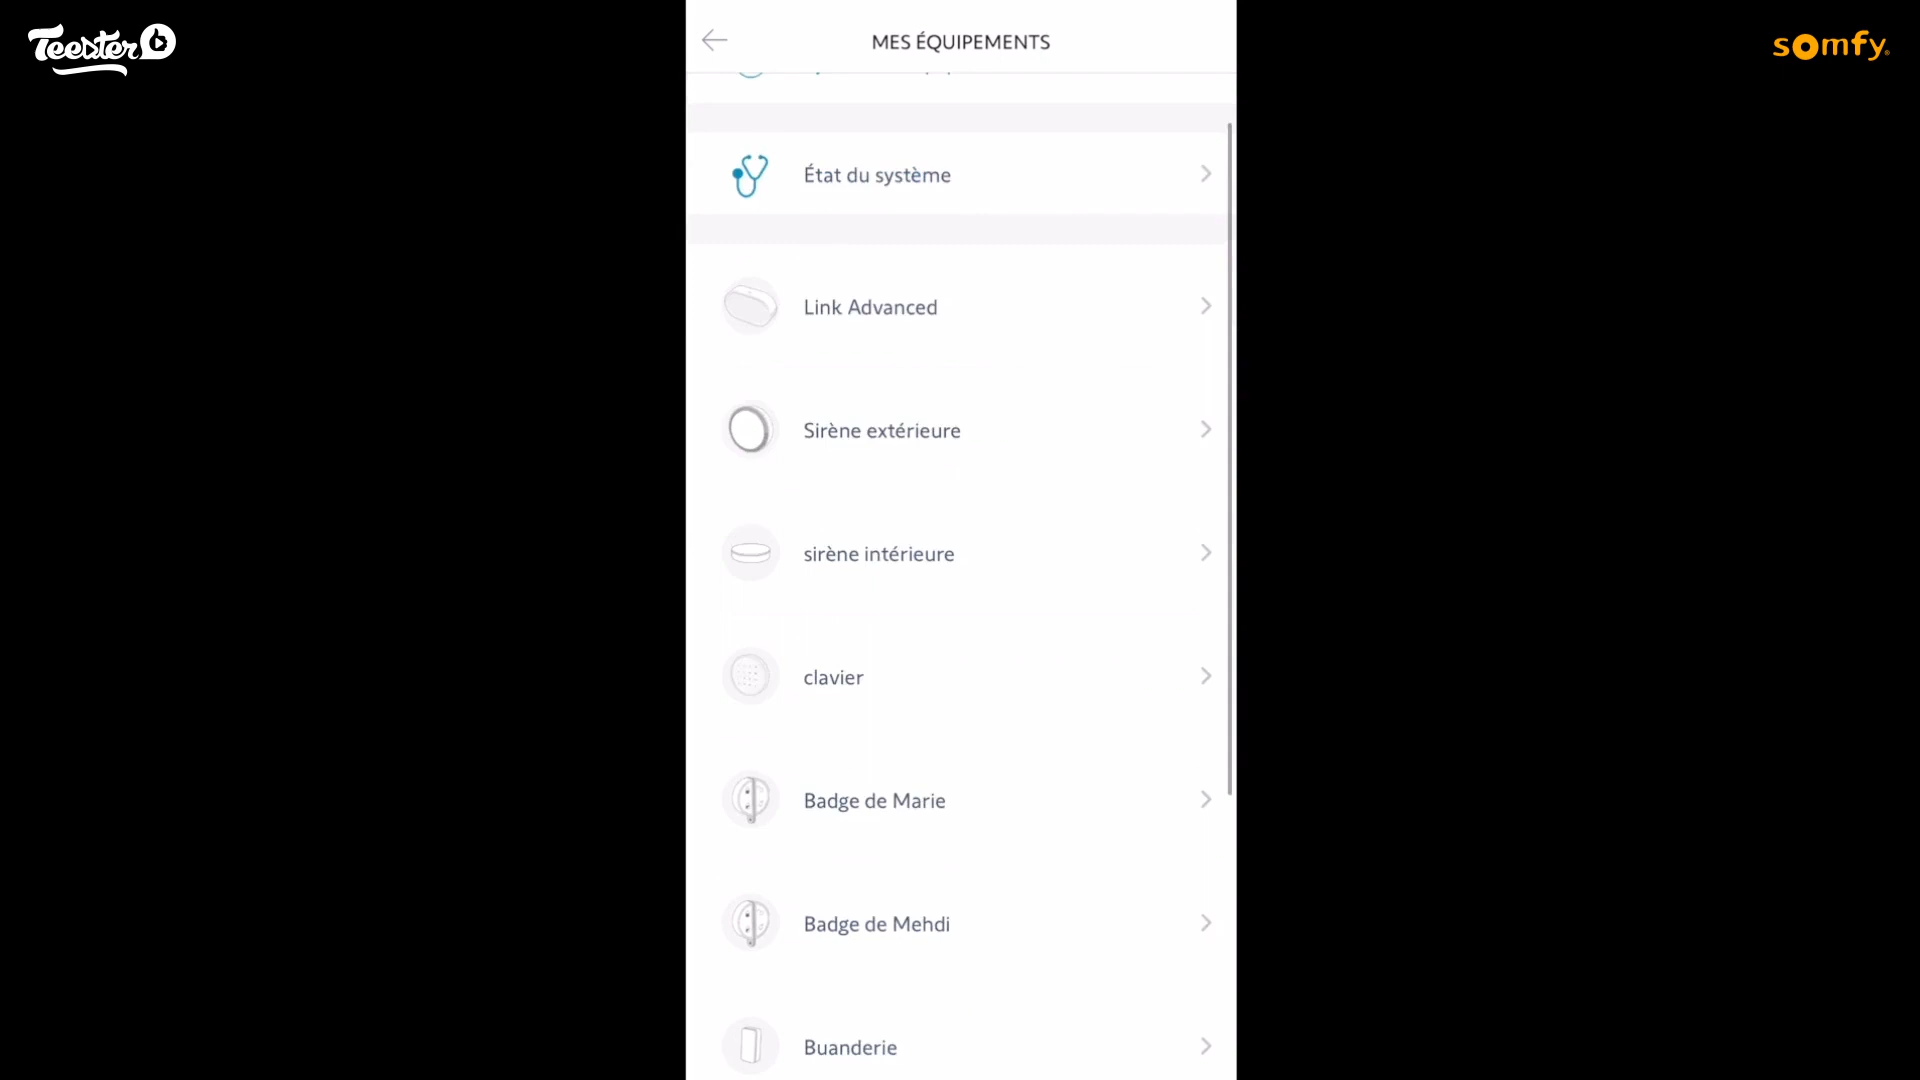 Teester
somfy
MES ÉQUIPEMENTS
État du système
Link Advanced
Sirène extérieure
sirène intérieure
clavier
Badge de Marie
Badge de Mehdi
Buanderie